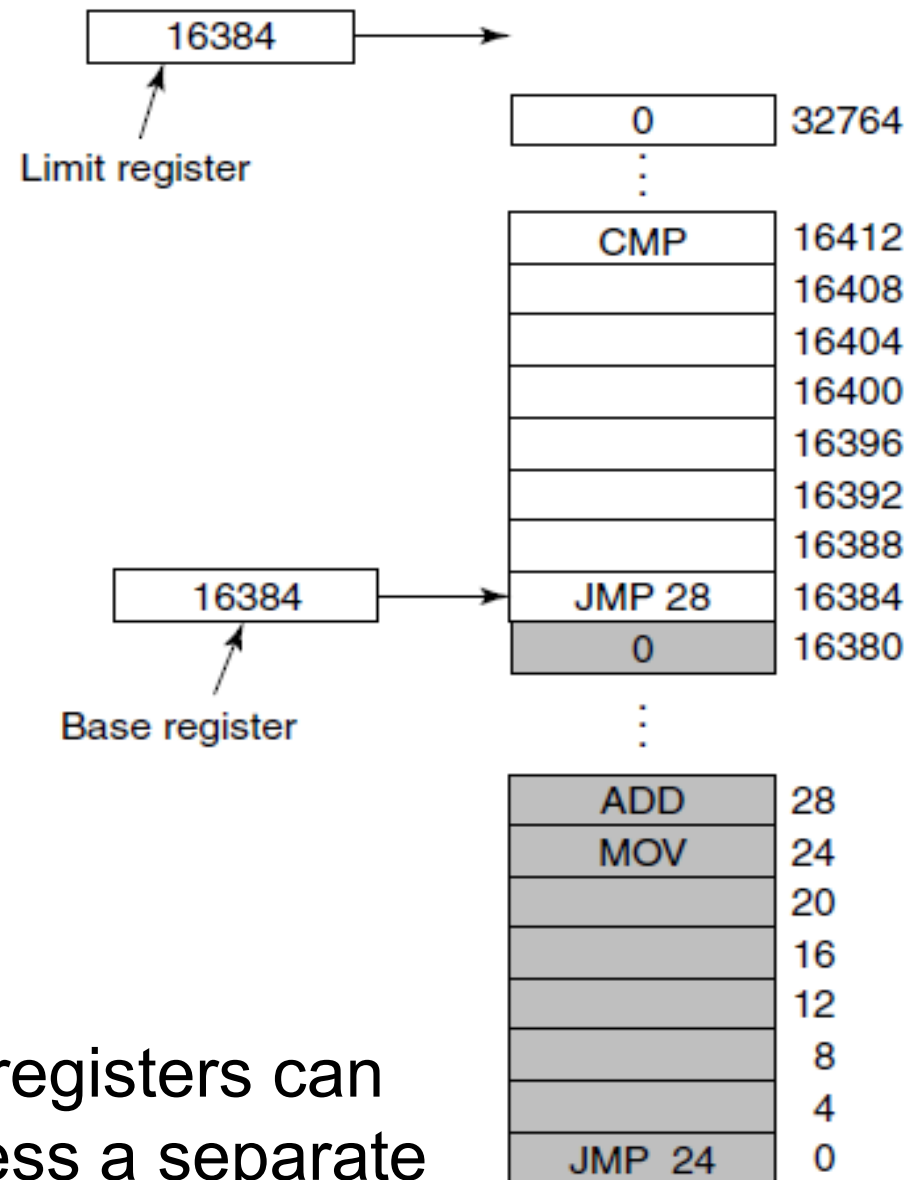 16384
0 32764
Limit register
CMP 16412
16408
16404
16400
16396
16392
16388
16384 JMP 28 16384
0 16380
Base register
ADD 28
MOV 24
20
16
12
8
registers can
4
ess a separate
JMP 24 0